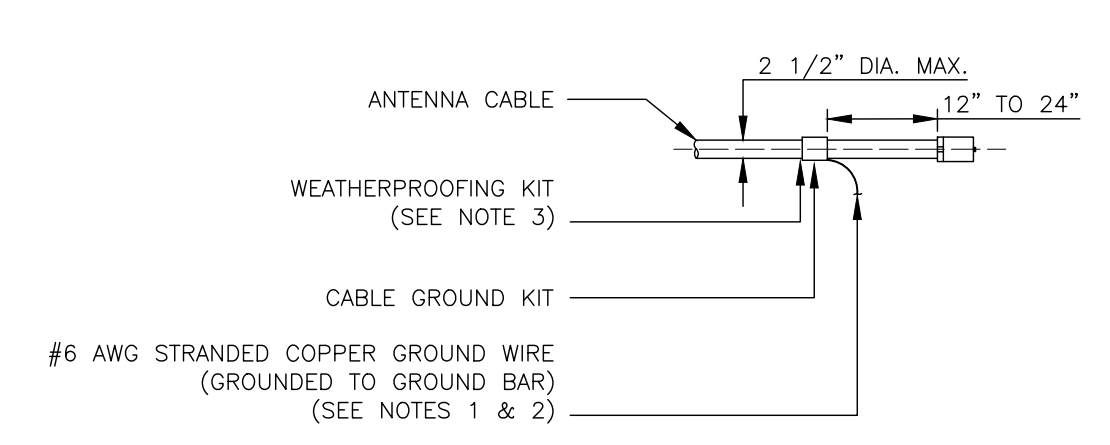 2 1/2" DIA. MAX.
ANTENNA CABLE
12" TO 24"
WEATHERPROOFING KIT
(SEE NOTE 3)
CABLE GROUND KIT
#6 AWG STRANDED COPPER GROUND WIRE
(GROUNDED TO GROUND BAR)
(SEE NOTES 1 & 2)